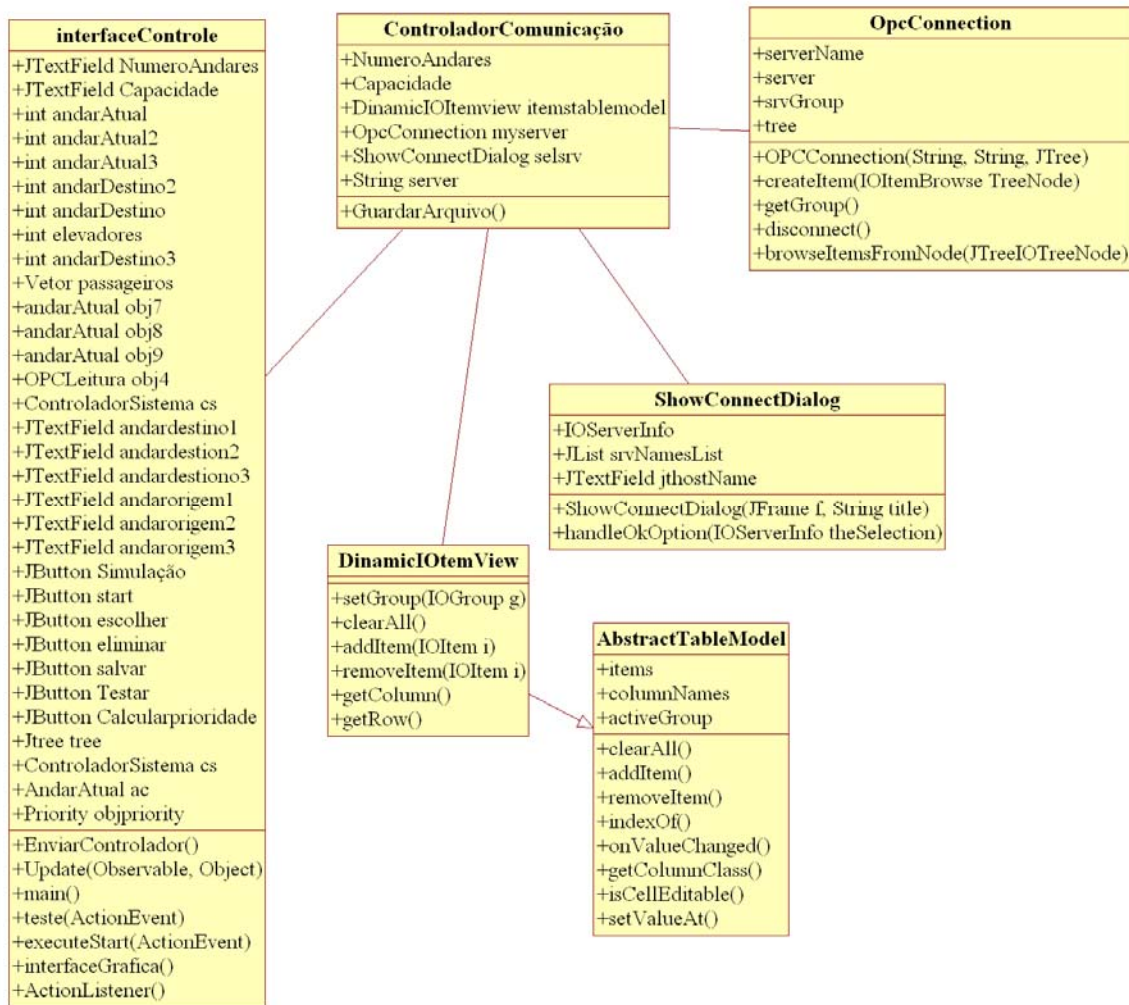 interfaceControle
+JTextField NumeroAndares
+JTextField Capacidade
+int andarAtual
+int andarAtual2
+int andarAtual3
+int andarDestino2
+int andarDestino
+int elevadores
+int andarDestino3
+Vetor passageiros
+andarAtual obj7
+andarAtual obj8
+andarAtual obj9
+OPCLeitura obj4
+ControladorSistema cs
+JTextField andardestino1
+JTextField andardestion2
+JTextField andardestiono3
+JTextField andarorigem1
+JTextField andarorigem2
+JTextField andarorigem3
+JButton Simulação
+JButton start
+JButton escolher
+JButton eliminar
+JButton salvar
+JButton Testar
+JButton Calcularprioridade
+Jtree tree
+ControladorSistema cs
+AndarAtual ac
+Priority objpriority
+EnviarControlador()
+Update(Observable, Object)
+main()
+teste(ActionEvent)
+executeStart(ActionEvent)
+interfaceGrafica()
+ActionListener()
ControladorComunicação
+NumeroAndares
+Capacidade
+DinamicIOItemview itemstablemodel
+OpcConnection myserver
+ShowConnectDialog selsrv
+String server
+GuardarArquivo()
OpcConnection
+serverName
+server
+srvGroup
+tree
+OPCConnection(String, String, JTree)
+createItem(IOItemBrowse TreeNode)
+getGroup()
+disconnect()
+browseItemsFromNode(JTreeIOTreeNode)
ShowConnectDialog
+IOServerInfo
+JList srvNamesList
+JTextField jthostName
+ShowConnectDialog(JFrame f, String title)
+handleOkOption(IOServerInfo theSelection)
DinamicIOtemView
+setGroup(IOGroup g)
+clearAll()
+addItem(IOItem i)
+removeItem(IOItem i)
+getColumn()
+getRow()
AbstractTableModel
+items
+columnNames
+activeGroup
+clearAll()
+addItem()
+removeItem()
+indexOf()
+onValueChanged()
+getColumnClass()
+isCellEditable()
+setValueAt()